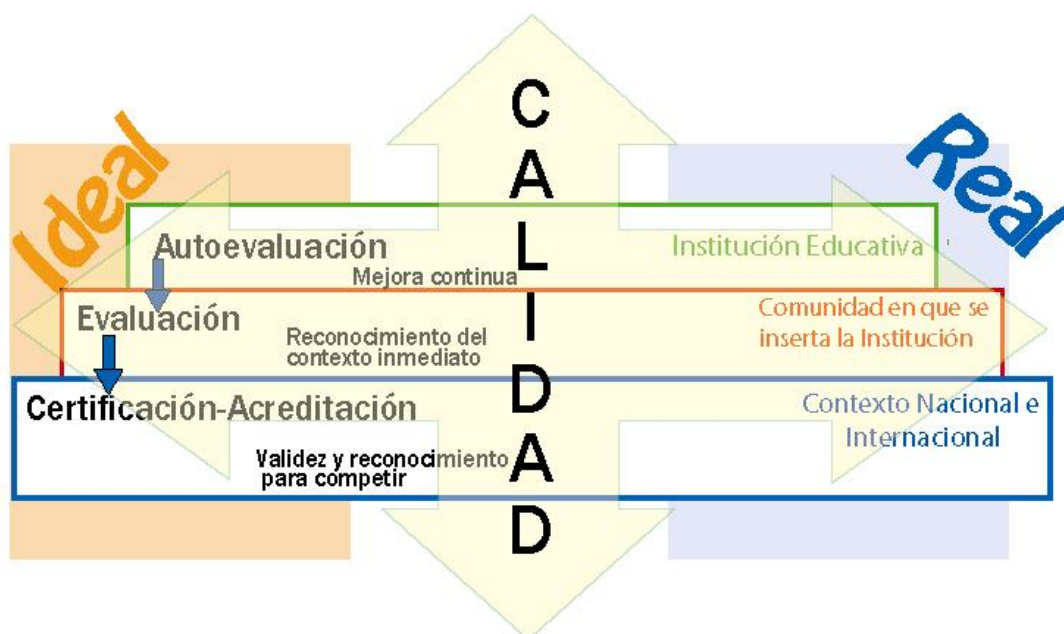 CALIDAD
Ideal
Real
Autoevaluación
Mejora continua
Institución Educativa
Evaluación
Reconocimiento del
contexto inmediato
Comunidad en que se
inserta la Institución
Certificación-Acreditación
Validez y reconocimiento
para competir
Contexto Nacional e
Internacional